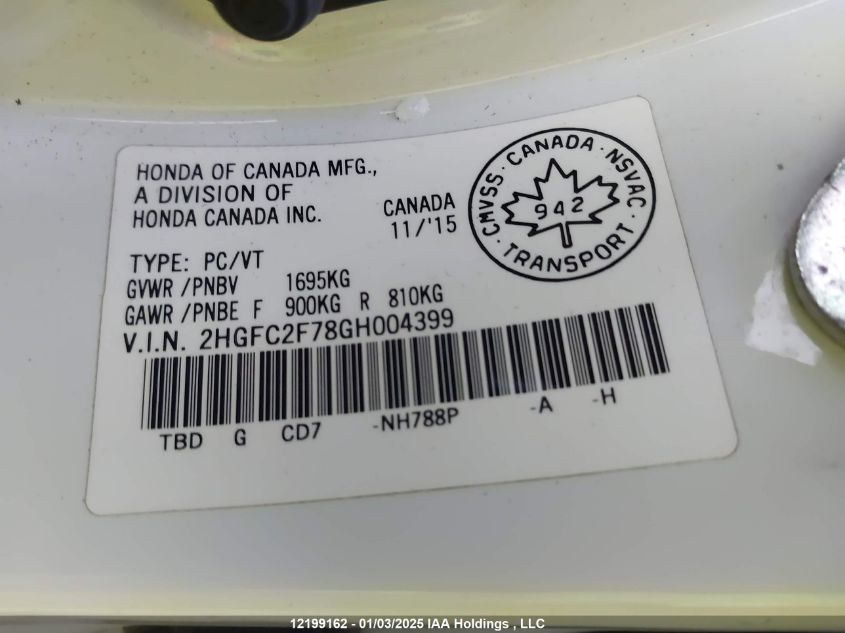 HONDA OF CANADA MFG.,
A DIVISION OF
HONDA CANADA INC.
CANADA
11/'15
CMVSS · CANADA · NSVAC · TRANSPORT ·
942
TYPE: PC/VT
GVWR /PNBV 1695KG
GAWR /PNBE F 900KG R 810KG
V.I.N. 2HGFC2F78GH004399
TBD G CD7 -NH788P -A -H
12199162 - 01/03/2025 IAA Holdings , LLC